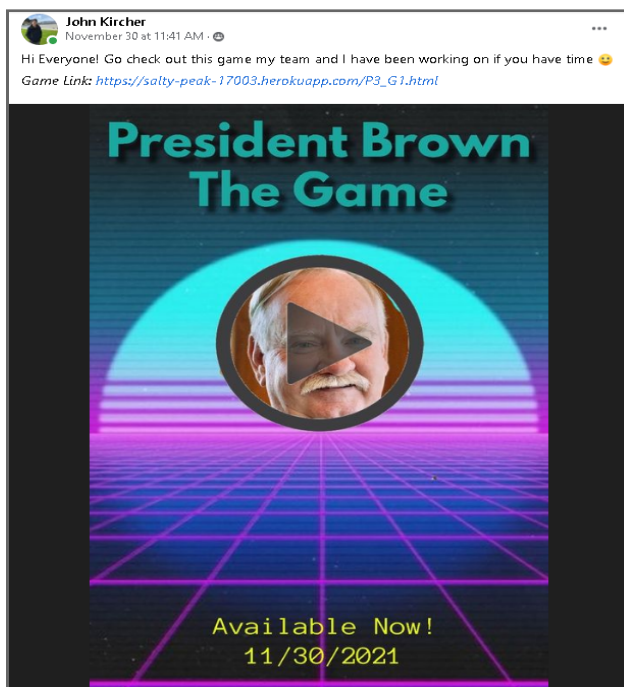 John Kircher
November 30 at 11:41 AM ·
Hi Everyone! Go check out this game my team and I have been working on if you have time
Game Link: https://salty-peak-17003.herokuapp.com/P3_G1.html
President Brown
The Game
Available Now!
11/30/2021